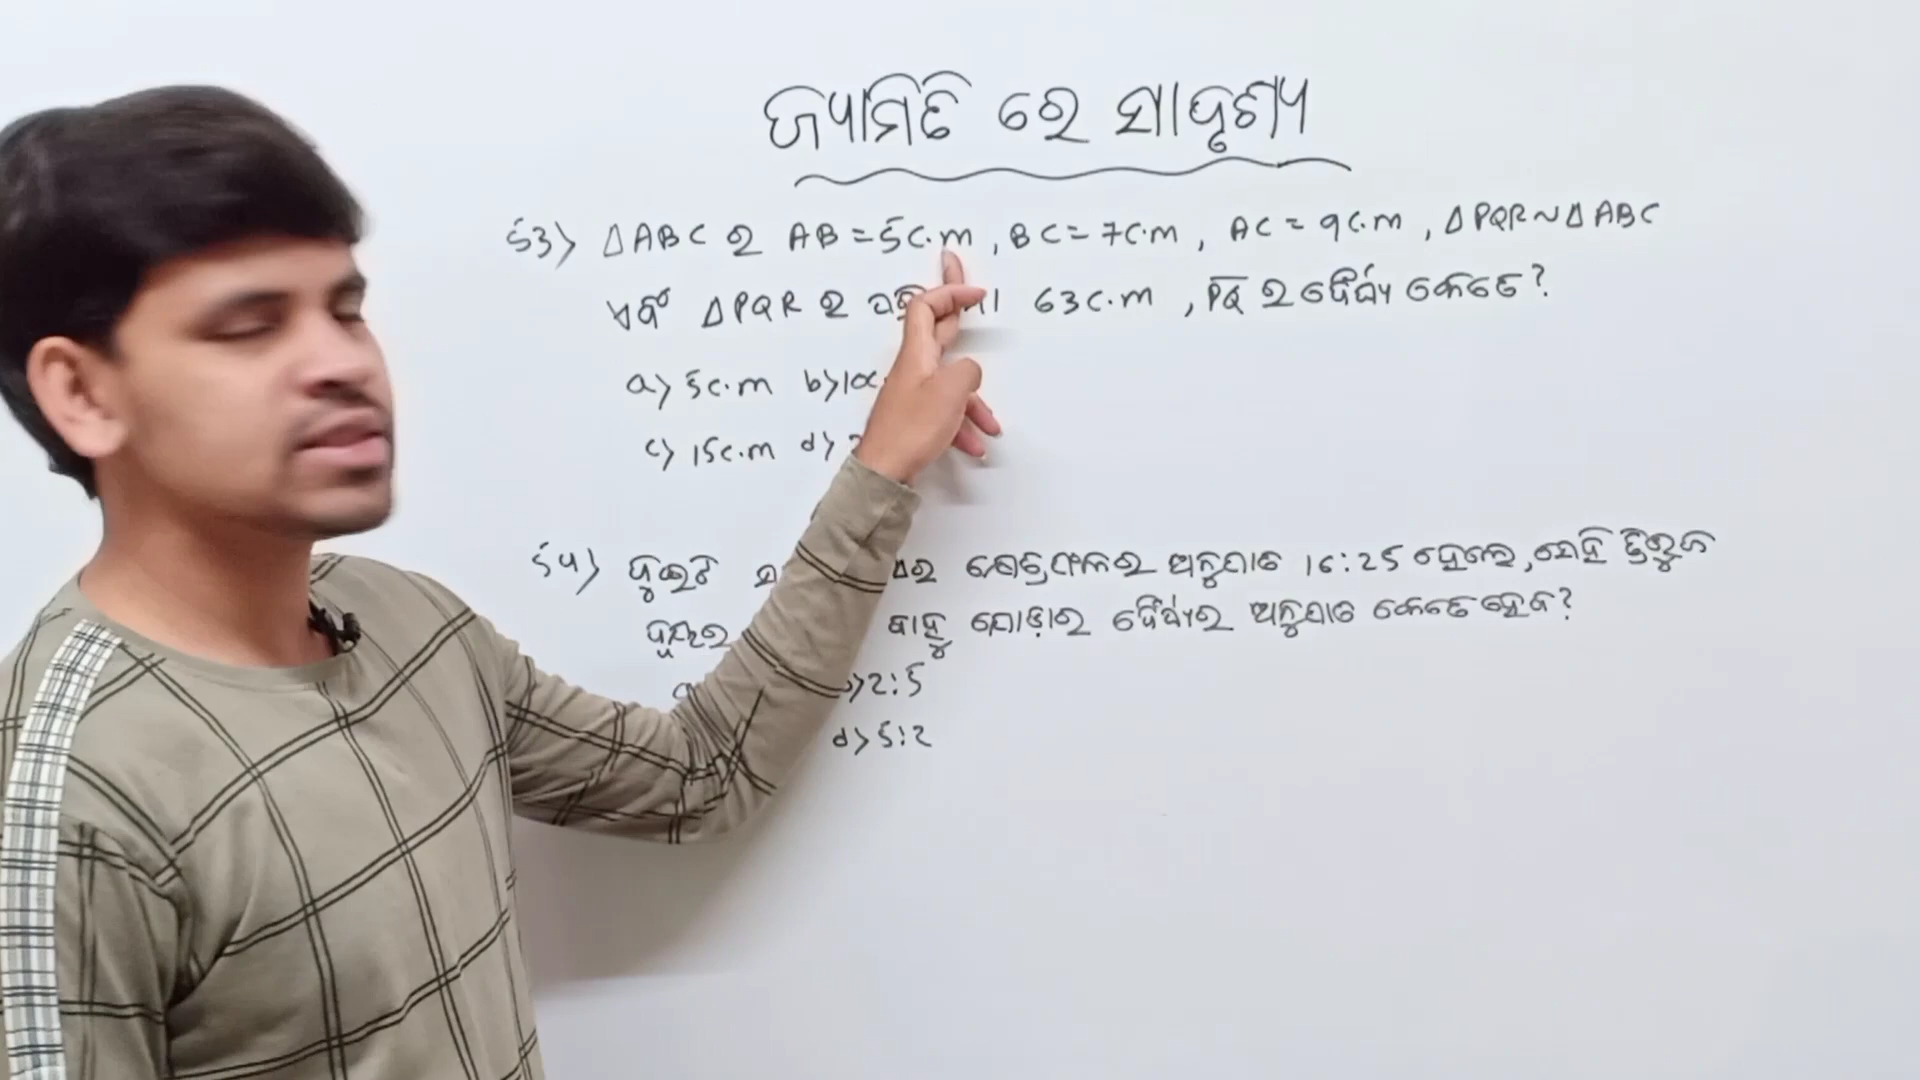 ଜ୍ୟାମିତି ରେ ସାଦୃଶ୍ୟ
53) ΔABC ର AB = 5C.m, BC = 7C.m, AC = 9C.m, ΔPQR ~ ΔABC
ଏବଂ ΔPQR ର 63C.m, P̅Q̅ ର ଦୈର୍ଘ୍ୟ କେତେ?
a) 5C.m b)
c) 15C.m d)
54) ଦୁଇଟି କ୍ଷେତ୍ରଫଳର ଅନୁପାତ 16:25 ହେଲେ, ସେହି ତ୍ରିଭୁଜ
ଦ୍ୱୟର ବାହୁ ଯୋଡ଼ାର ଦୈର୍ଘ୍ୟର ଅନୁପାତ କେତେ ହେବ?
b) 2:5
d) 5:2